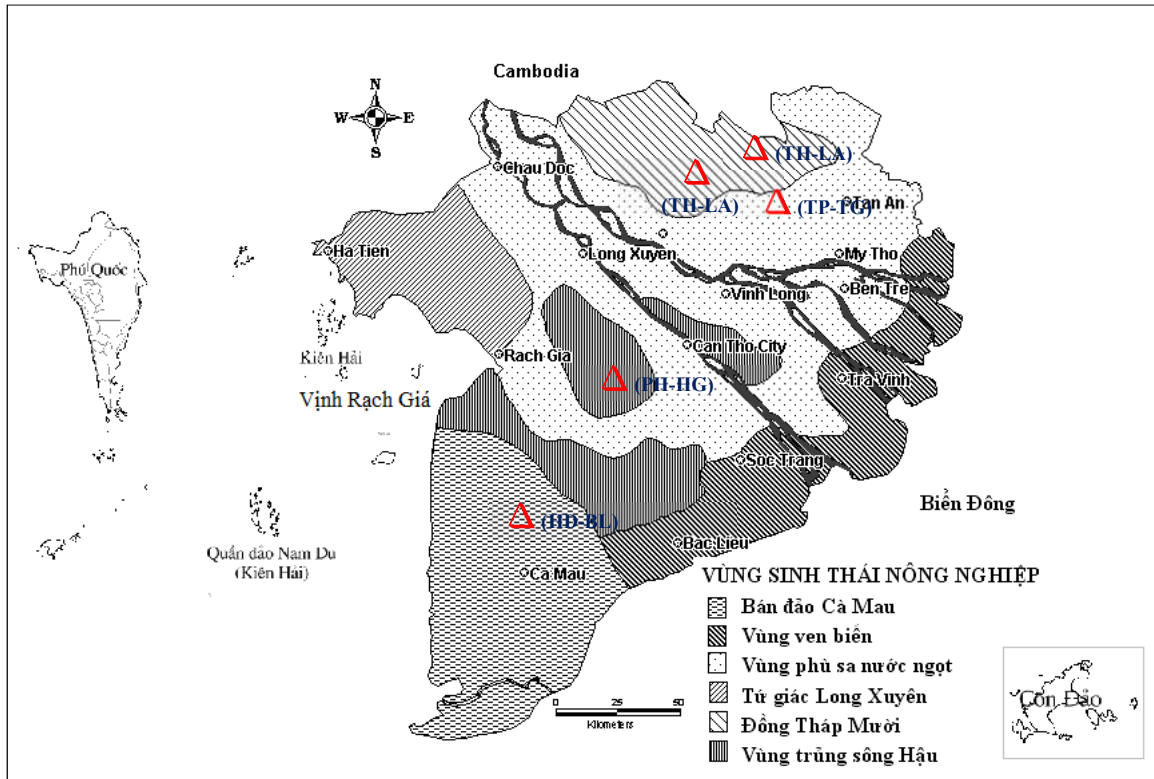 Cambodia
N
W
E
S
Chau Doc
(TH-LA)
(TH-LA)
(TP-TG)
Tan An
Ha Tien
Long Xuyen
My Tho
Phú Quốc
Vinh Long
Ben Tre
Kiên Hải
Rach Gia
Can Tho City
Tra Vinh
Vịnh Rạch Giá
(PH-HG)
Soc Trang
Biển Đông
(HD-BL)
Bac Lieu
Quần đảo Nam Du
(Kiên Hải)
Ca Mau
VÙNG SINH THÁI NÔNG NGHIỆP
Bán đảo Cà Mau
Vùng ven biển
Vùng phù sa nước ngọt
Tứ giác Long Xuyên
Đồng Tháp Mười
Vùng trủng sông Hậu
0 25 50
Kilometers
Côn Đảo